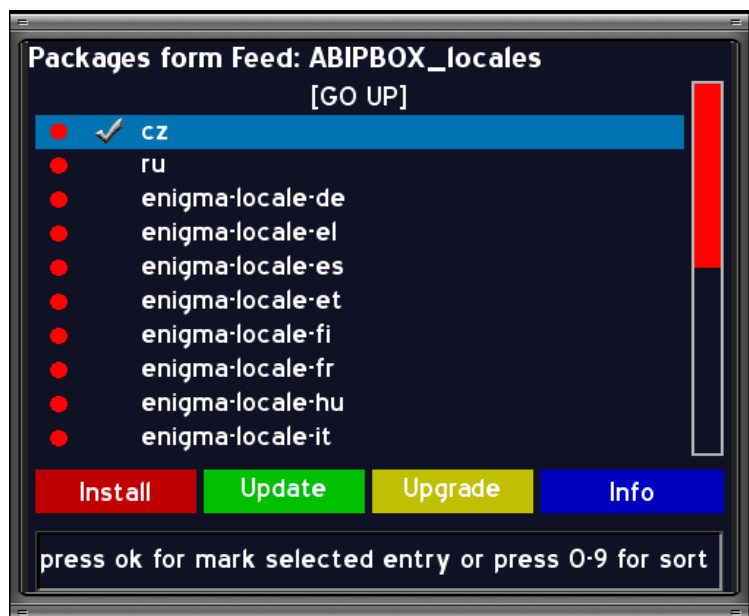 Packages form Feed: ABIPBOX_locales
[GO UP]
cz
ru
enigma-locale-de
enigma-locale-el
enigma-locale-es
enigma-locale-et
enigma-locale-fi
enigma-locale-fr
enigma-locale-hu
enigma-locale-it
Install Update Upgrade Info
press ok for mark selected entry or press 0-9 for sort